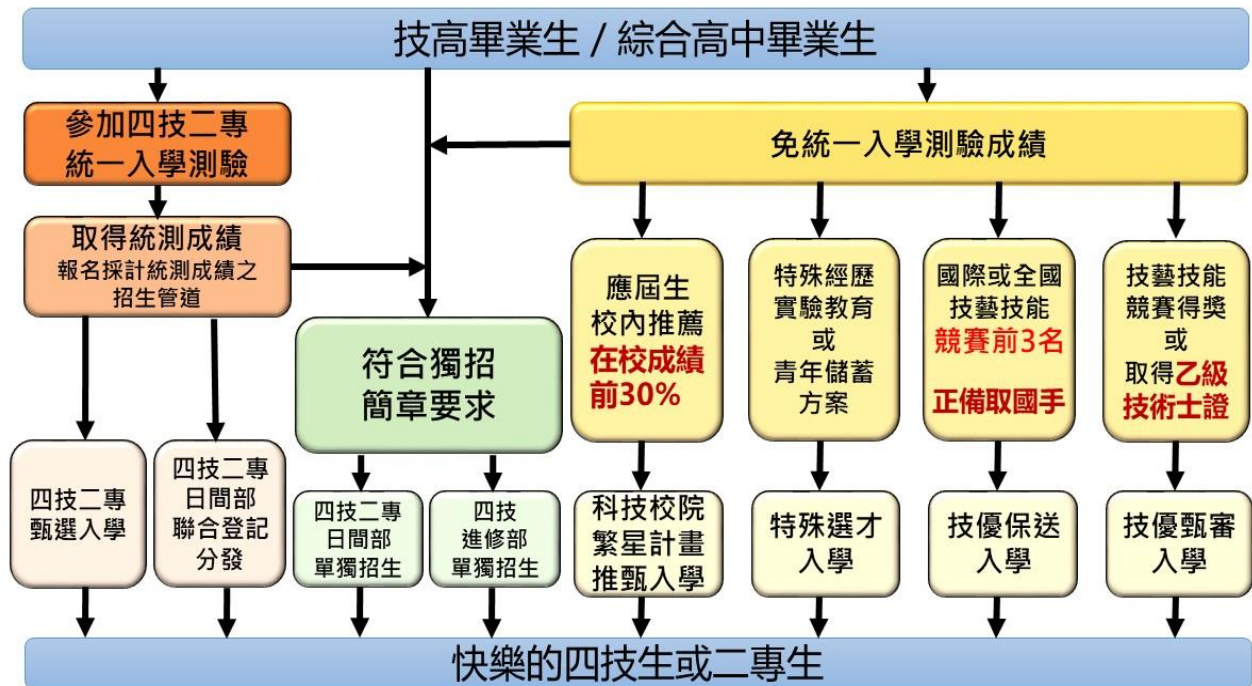 技高畢業生 / 綜合高中畢業生
參加四技二專
統一入學測驗
免統一入學測驗成績
取得統測成績
報名採計統測成績之
招生管道
符合獨招
簡章要求
應屆生
校內推薦
在校成績
前30%
特殊經歷
實驗教育
或
青年儲蓄
方案
國際或全國
技藝技能
競賽前3名
正備取國手
技藝技能
競賽得獎
或
取得乙級
技術士證
四技二專
甄選入學
四技二專
日間部
聯合登記
分發
四技二專
日間部
單獨招生
四技
進修部
單獨招生
科技校院
繁星計畫
推甄入學
特殊選才
入學
技優保送
入學
技優甄審
入學
快樂的四技生或二專生